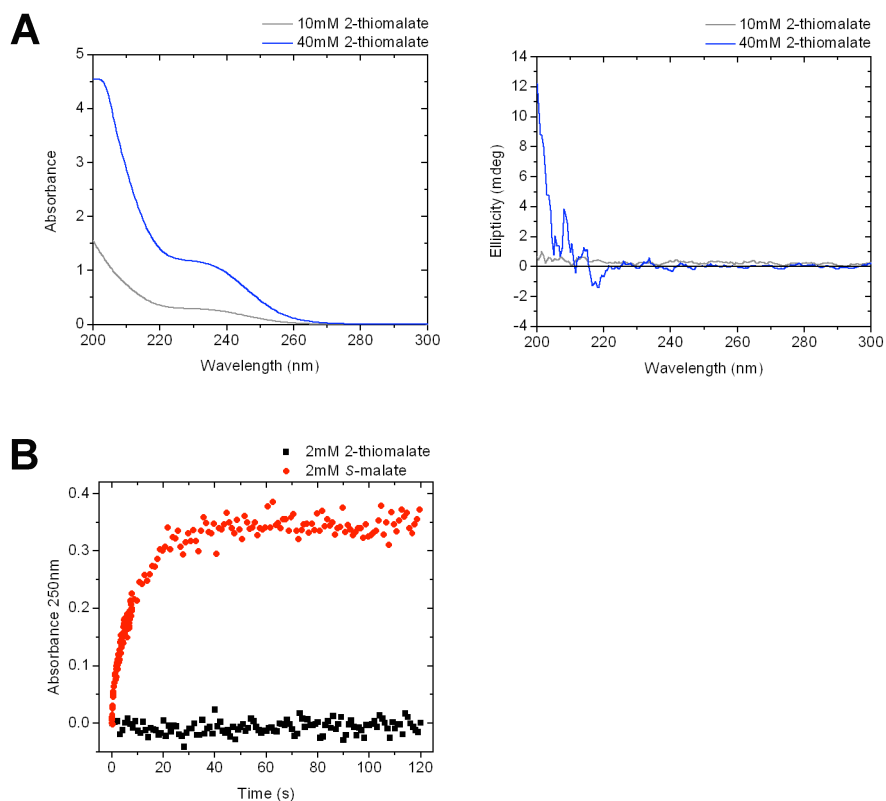 A
10mM 2-thiomalate
40mM 2-thiomalate
5
4
3
2
1
0
Absorbance
200 220 240 260 280 300
Wavelength (nm)
10mM 2-thiomalate
40mM 2-thiomalate
14
12
10
8
6
4
2
0
-2
-4
Ellipticity (mdeg)
200 220 240 260 280 300
Wavelength (nm)
B
2mM 2-thiomalate
2mM S-malate
0.4
0.3
0.2
0.1
0.0
Absorbance 250nm
0 20 40 60 80 100 120
Time (s)